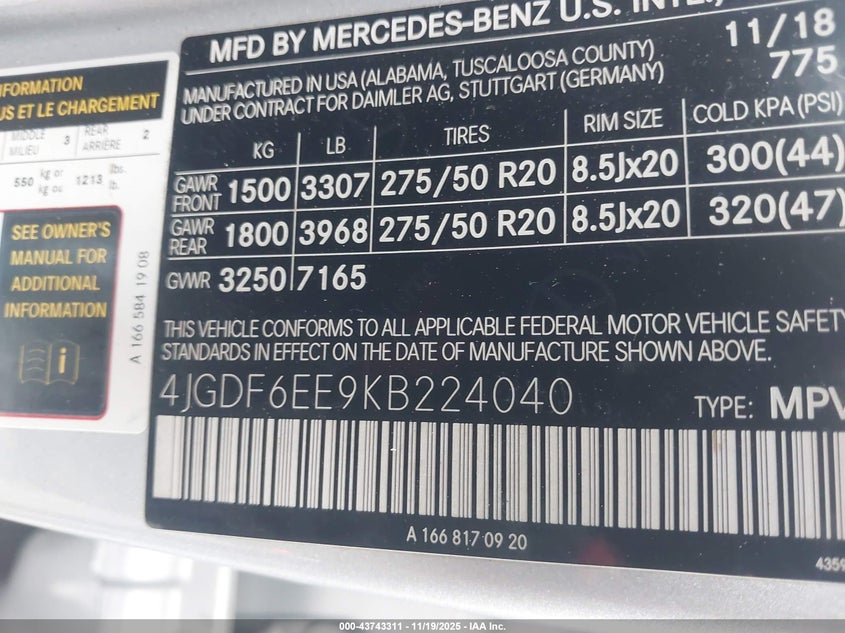 MFD BY MERCEDES-BENZ U.S. INT'L,
11/18
775
MANUFACTURED IN USA (ALABAMA, TUSCALOOSA COUNTY)
UNDER CONTRACT FOR DAIMLER AG, STUTTGART (GERMANY)
KG LB TIRES RIM SIZE COLD KPA (PSI)
GAWR FRONT 1500 3307 275/50 R20 8.5Jx20 300(44)
GAWR REAR 1800 3968 275/50 R20 8.5Jx20 320(47)
GVWR 3250 7165
THIS VEHICLE CONFORMS TO ALL APPLICABLE FEDERAL MOTOR VEHICLE SAFETY
STANDARDS IN EFFECT ON THE DATE OF MANUFACTURE SHOWN ABOVE.
4JGDF6EE9KB224040
TYPE: MPV
A 166 817 09 20
4359
NFORMATION
US ET LE CHARGEMENT
MIDDLE MILIEU 3 REAR ARRIÈRE 2
550 kg or kg ou 1213 lbs. lb.
SEE OWNER'S
MANUAL FOR
ADDITIONAL
INFORMATION
i
A 166 584 19 08
000-43743311 - 11/19/2025 - IAA Inc.